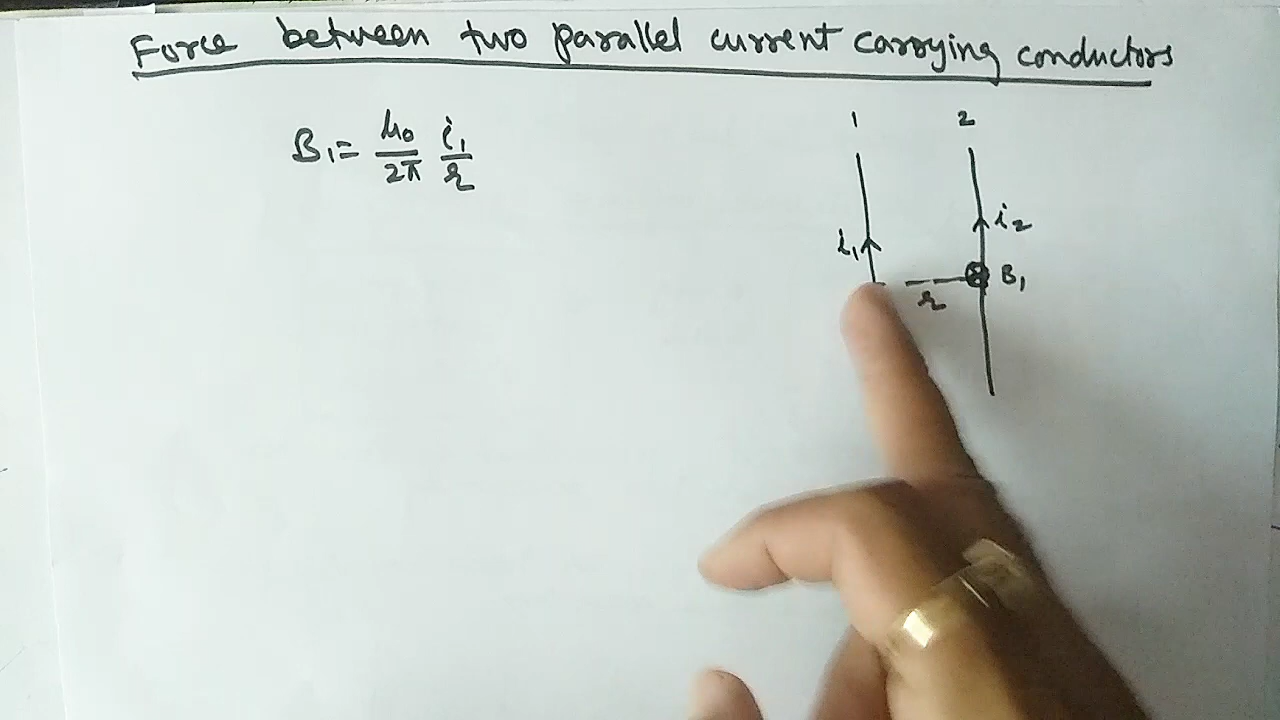 Force between two parallel current carrying conductors
B₁ = μ₀/2π i₁/r
1 2
i₁ i₂
r B₁